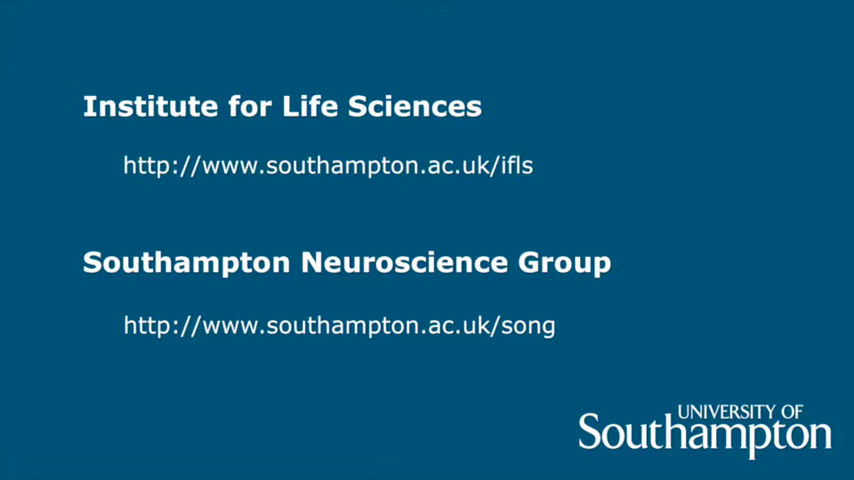 Institute for Life Sciences
http://www.southampton.ac.uk/ifls
Southampton Neuroscience Group
http://www.southampton.ac.uk/song
UNIVERSITY OF
Southampton